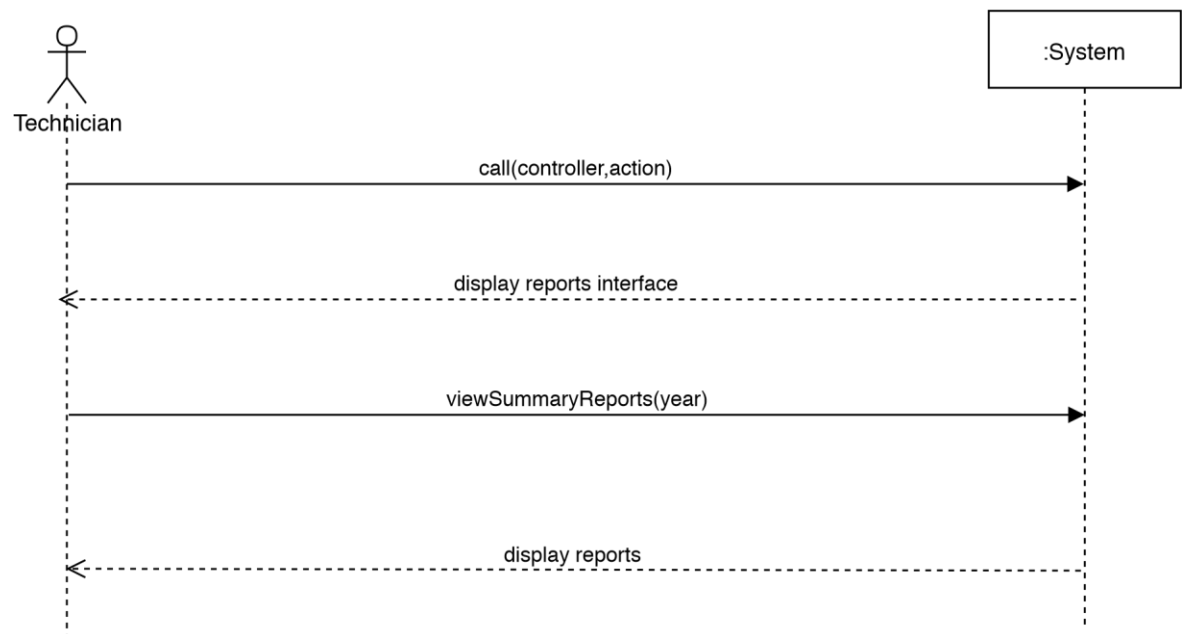 :System
Technician
call(controller,action)
display reports interface
viewSummaryReports(year)
display reports